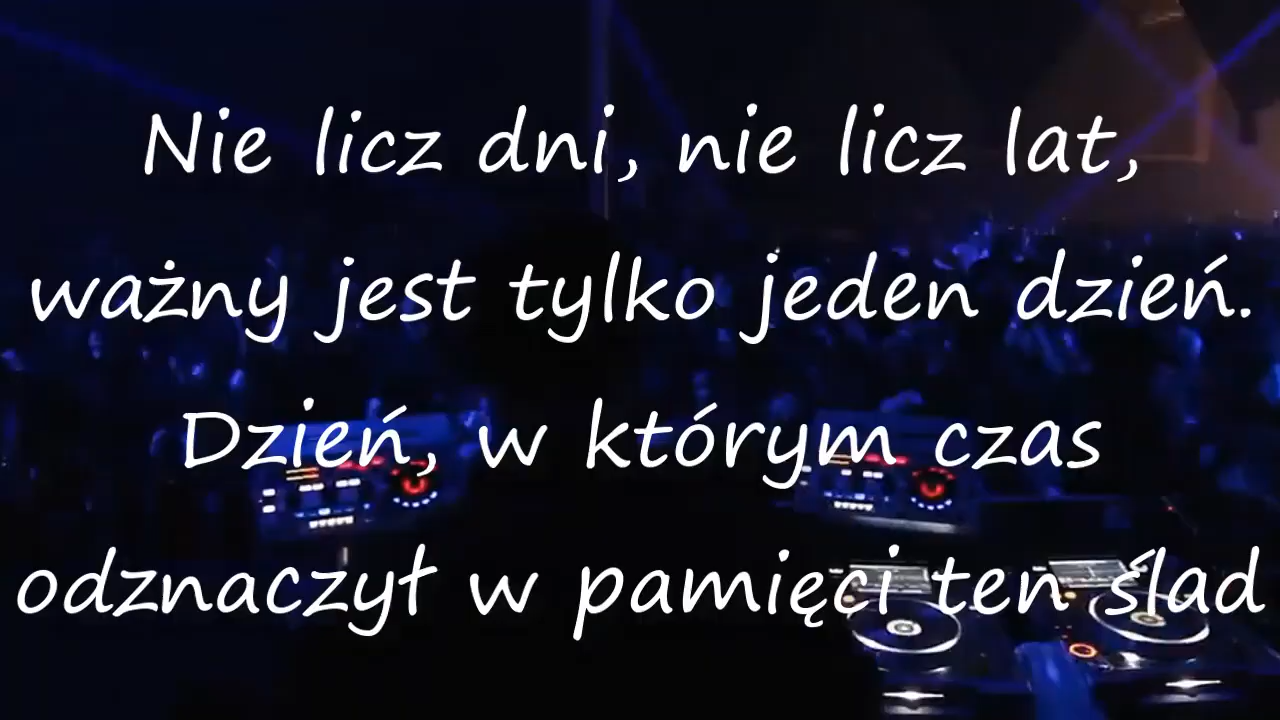 Nie licz dni, nie licz lat,
ważny jest tylko jeden dzień.
Dzień, w którym czas
odznaczył w pamięci ten ślad